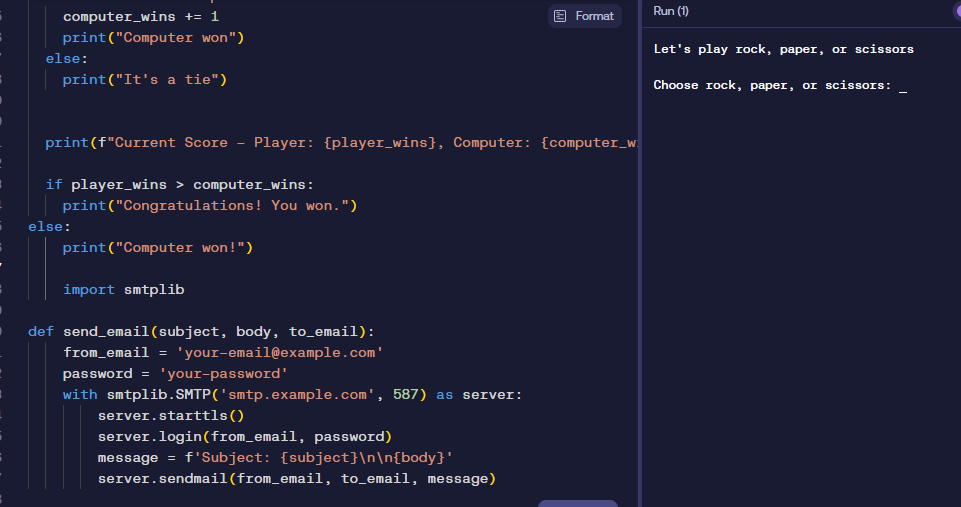 computer_wins += 1
print("Computer won")
else:
print("It's a tie")
print(f"Current Score - Player: {player_wins}, Computer: {computer_w
if player_wins > computer_wins:
print("Congratulations! You won.")
else:
print("Computer won!")
import smtplib
def send_email(subject, body, to_email):
from_email = 'your-email@example.com'
password = 'your-password'
with smtplib.SMTP('smtp.example.com', 587) as server:
server.starttls()
server.login(from_email, password)
message = f'Subject: {subject}\n\n{body}'
server.sendmail(from_email, to_email, message)
Format
Run (1)
Let's play rock, paper, or scissors
Choose rock, paper, or scissors: _